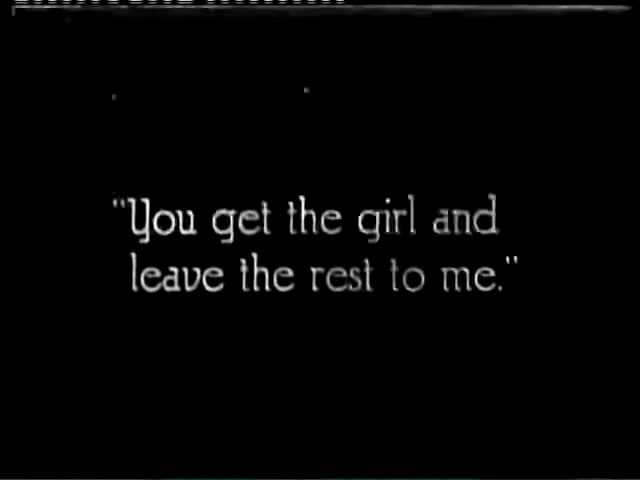 "You get the girl and
leave the rest to me."